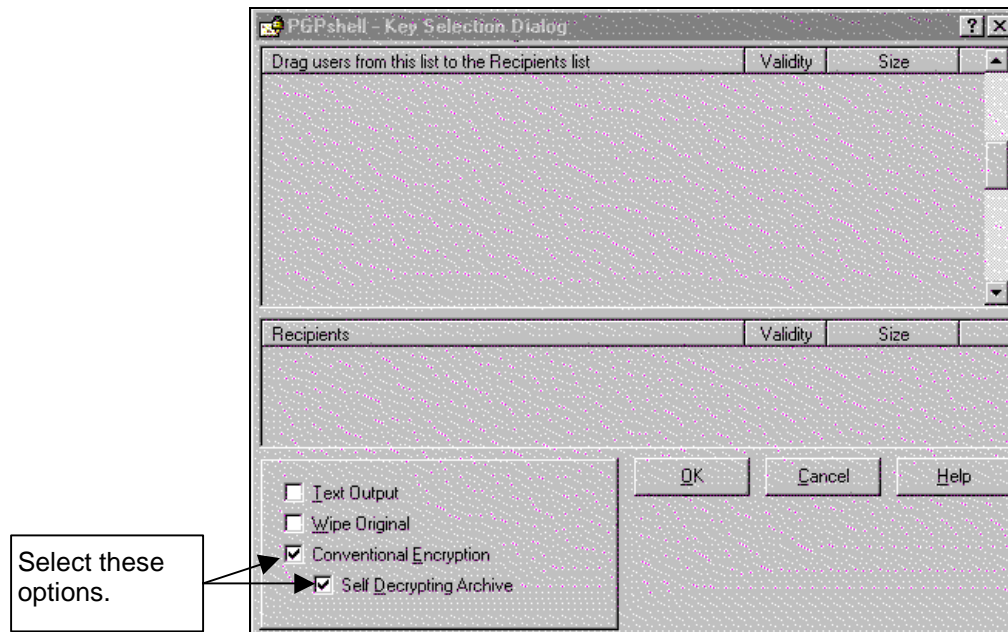 PGPshell - Key Selection Dialog
Drag users from this list to the Recipients list Validity Size
Recipients Validity Size
OK Cancel Help
Text Output
Wipe Original
Conventional Encryption
Self Decrypting Archive
Select these
options.